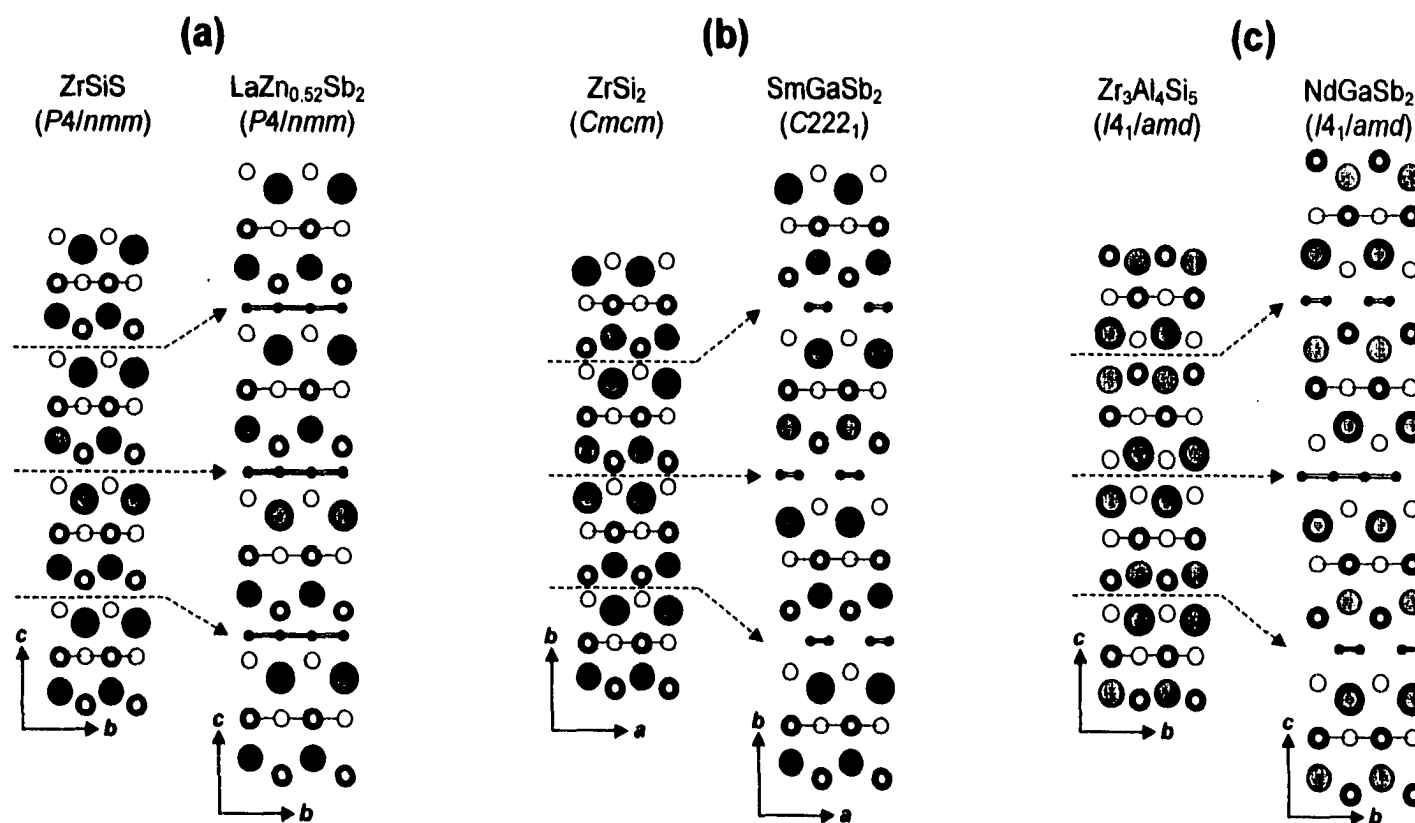 (a)
ZrSiS
(P4/nmm)
LaZn₀.₅₂Sb₂
(P4/nmm)
c
b
c
b
(b)
ZrSi₂
(Cmcm)
SmGaSb₂
(C222₁)
b
a
b
a
(c)
Zr₃Al₄Si₅
(I4₁/amd)
NdGaSb₂
(I4₁/amd)
c
b
c
b